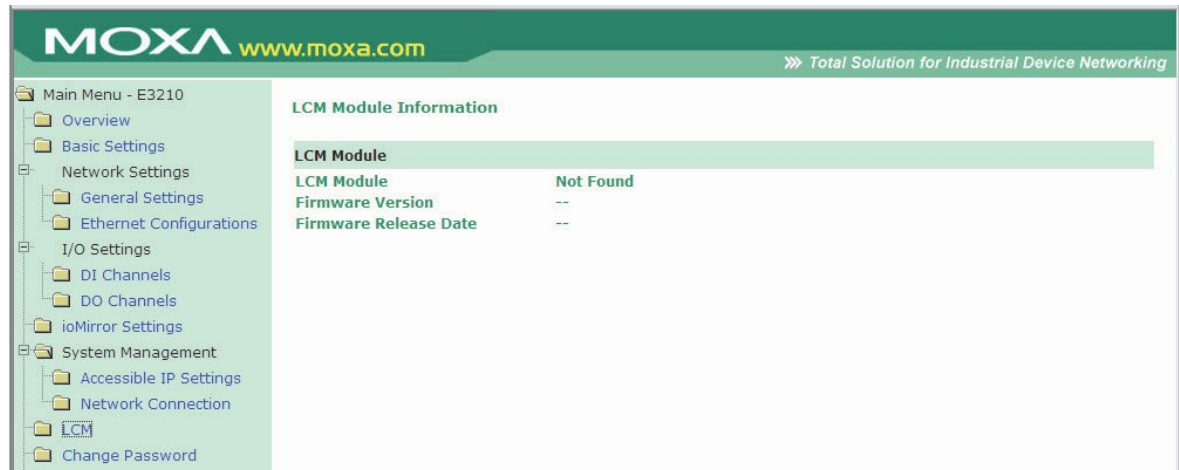 MOXA www.moxa.com
Total Solution for Industrial Device Networking
Main Menu - E3210
Overview
Basic Settings
Network Settings
General Settings
Ethernet Configurations
I/O Settings
DI Channels
DO Channels
ioMirror Settings
System Management
Accessible IP Settings
Network Connection
LCM
Change Password
LCM Module Information
LCM Module
LCM Module Not Found
Firmware Version --
Firmware Release Date --